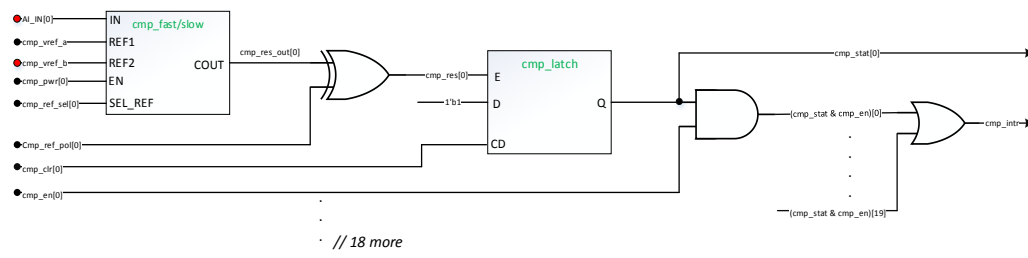 AI_IN[0]
cmp_vref_a
cmp_vref_b
cmp_pwr[0]
cmp_ref_sel[0]
cmp_fast/slow
IN
REF1
REF2
EN
SEL_REF
COUT
cmp_res_out[0]
Cmp_ref_pol[0]
cmp_clr[0]
cmp_en[0]
cmp_res[0]
1'b1
cmp_latch
E
D
CD
Q
cmp_stat[0]
(cmp_stat & cmp_en)[0]
cmp_intr
(cmp_stat & cmp_en)[19]
// 18 more